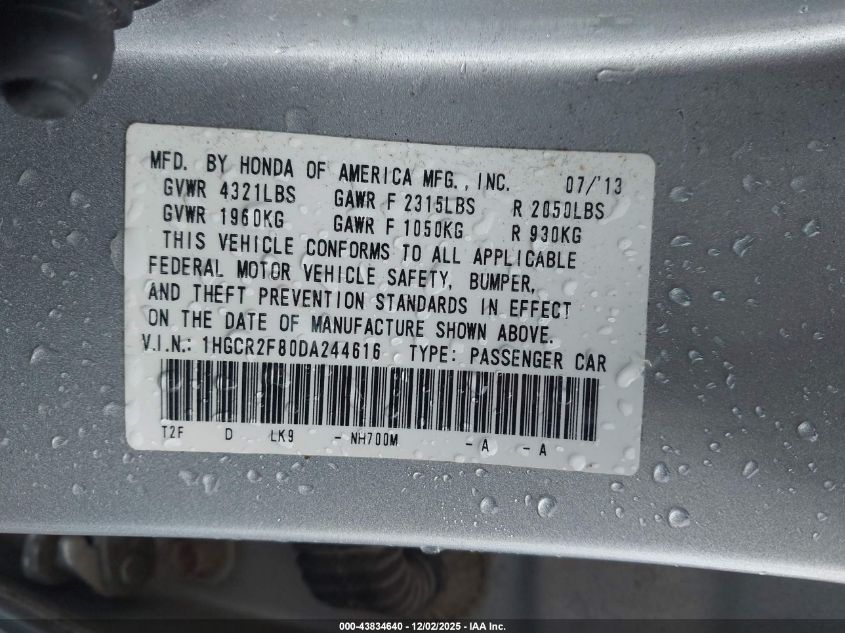 MFD. BY HONDA OF AMERICA MFG., INC. 07/'13
GVWR 4321LBS GAWR F 2315LBS R 2050LBS
GVWR 1960KG GAWR F 1050KG R 930KG
THIS VEHICLE CONFORMS TO ALL APPLICABLE
FEDERAL MOTOR VEHICLE SAFETY, BUMPER,
AND THEFT PREVENTION STANDARDS IN EFFECT
ON THE DATE OF MANUFACTURE SHOWN ABOVE.
V.I.N.: 1HGCR2F80DA244616 TYPE: PASSENGER CAR
T2F D LK9 - NH700M - A - A
000-43834640 - 12/02/2025 - IAA Inc.